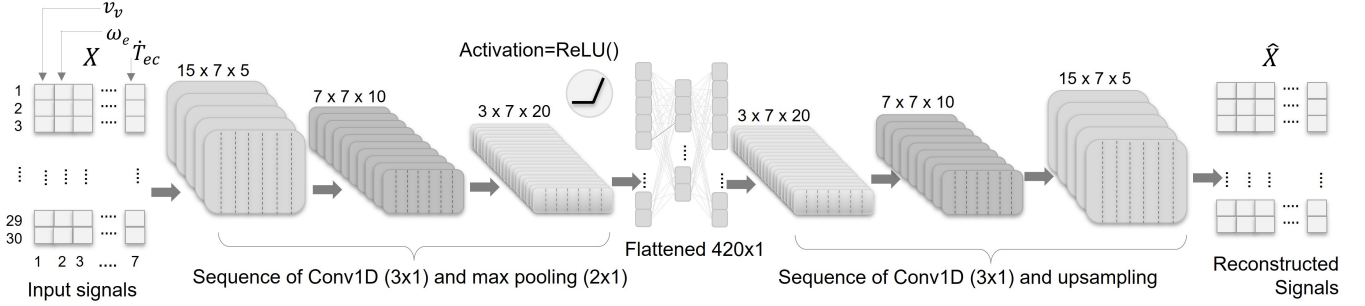 v_v
ω_e
X
Ṫ_ec
1
2
3
29
30
1 2 3 .... 7
Input signals
15 x 7 x 5
7 x 7 x 10
3 x 7 x 20
Activation=ReLU()
Sequence of Conv1D (3x1) and max pooling (2x1)
Flattened 420x1
3 x 7 x 20
7 x 7 x 10
15 x 7 x 5
Sequence of Conv1D (3x1) and upsampling
X̂
Reconstructed
Signals